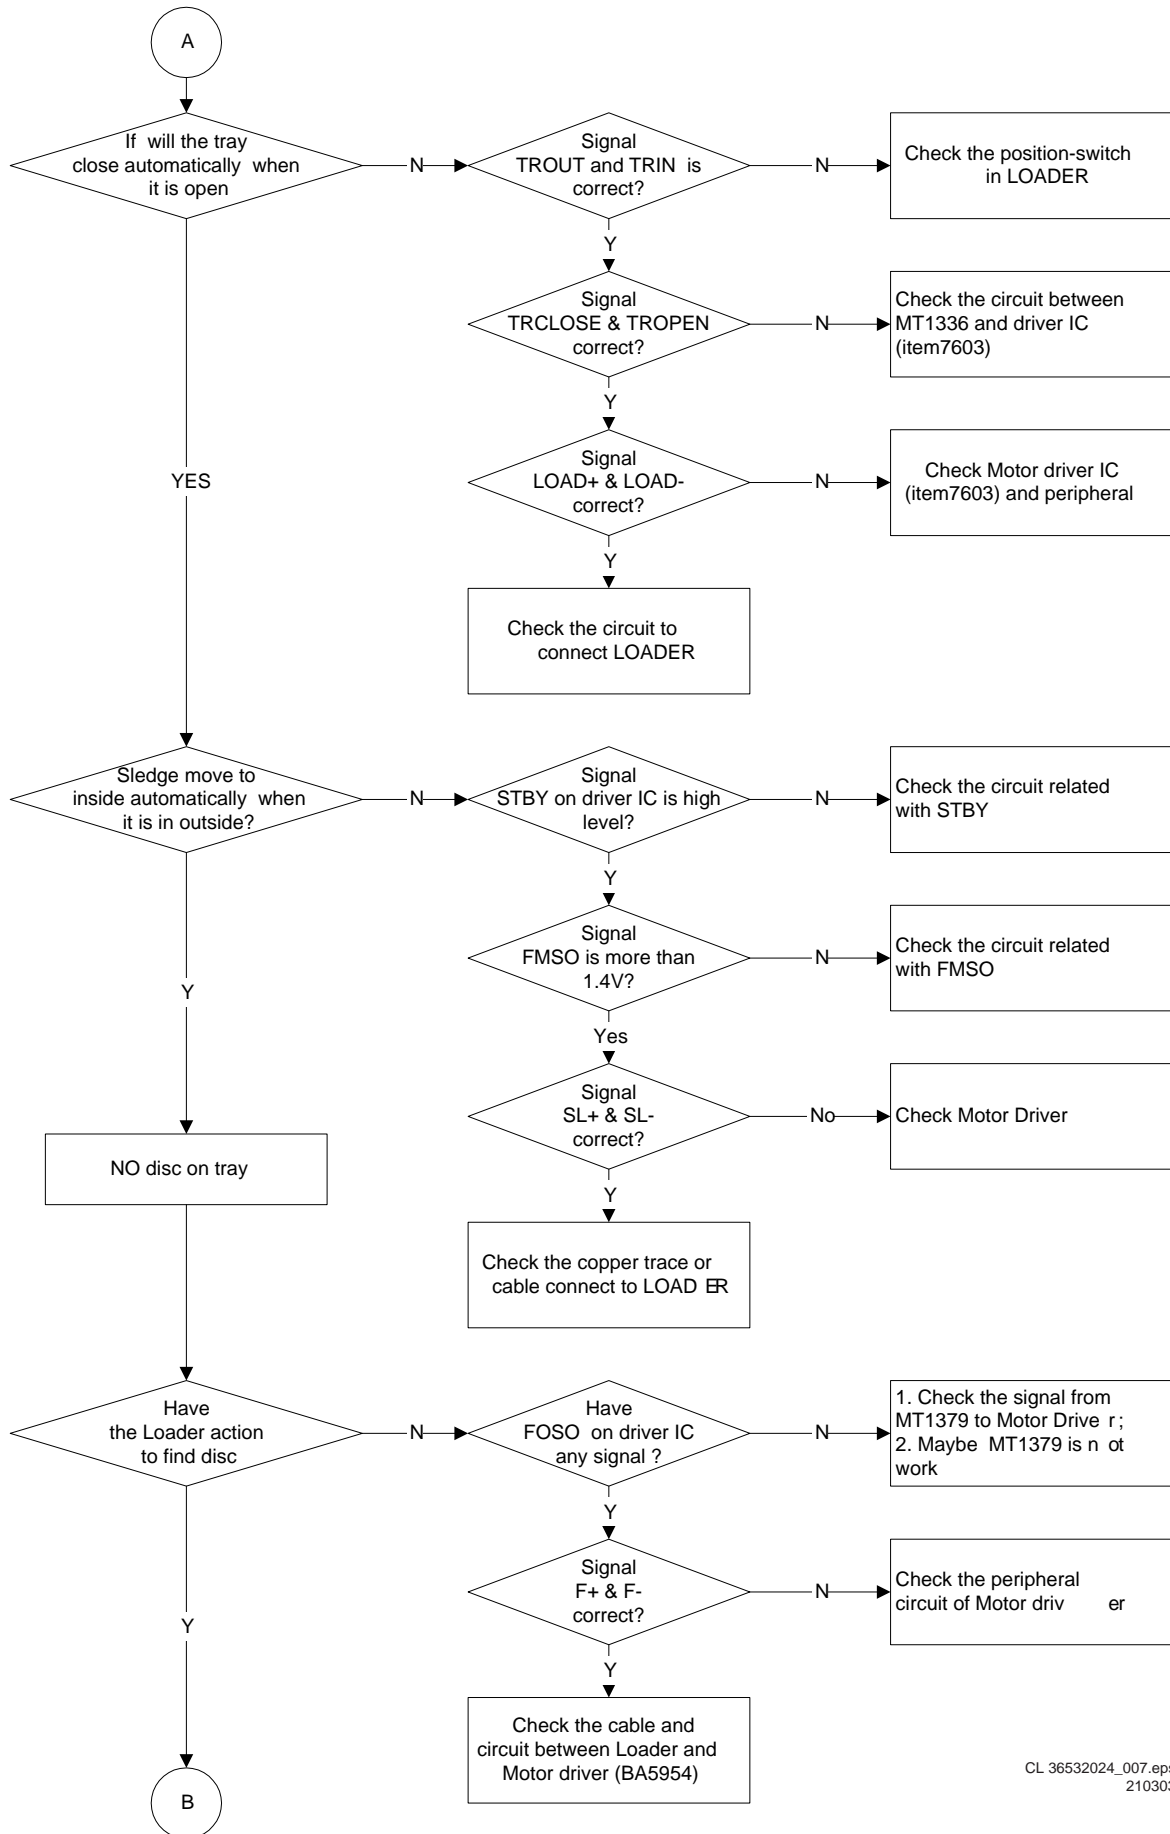 A
If will the tray
close automatically when
it is open
N
Signal
TROUT and TRIN is
correct?
N
Check the position-switch
in LOADER
Y
Signal
TRCLOSE & TROPEN
correct?
N
Check the circuit between
MT1336 and driver IC
(item7603)
Y
Signal
LOAD+ & LOAD-
correct?
N
Check Motor driver IC
(item7603) and peripheral
YES
Y
Check the circuit to
connect LOADER
Sledge move to
inside automatically when
it is in outside?
N
Signal
STBY on driver IC is high
level?
N
Check the circuit related
with STBY
Y
Signal
FMSO is more than
1.4V?
N
Check the circuit related
with FMSO
Y
Yes
Signal
SL+ & SL-
correct?
No
Check Motor Driver
NO disc on tray
Y
Check the copper trace or
cable connect to LOAD ER
Have
the Loader action
to find disc
N
Have
FOSO on driver IC
any signal ?
N
1. Check the signal from
MT1379 to Motor Drive r ;
2. Maybe MT1379 is n ot
work
Y
Signal
F+ & F-
correct?
N
Check the peripheral
circuit of Motor driv er
Y
Y
Check the cable and
circuit between Loader and
Motor driver (BA5954)
B
CL 36532024_007.eps
210303